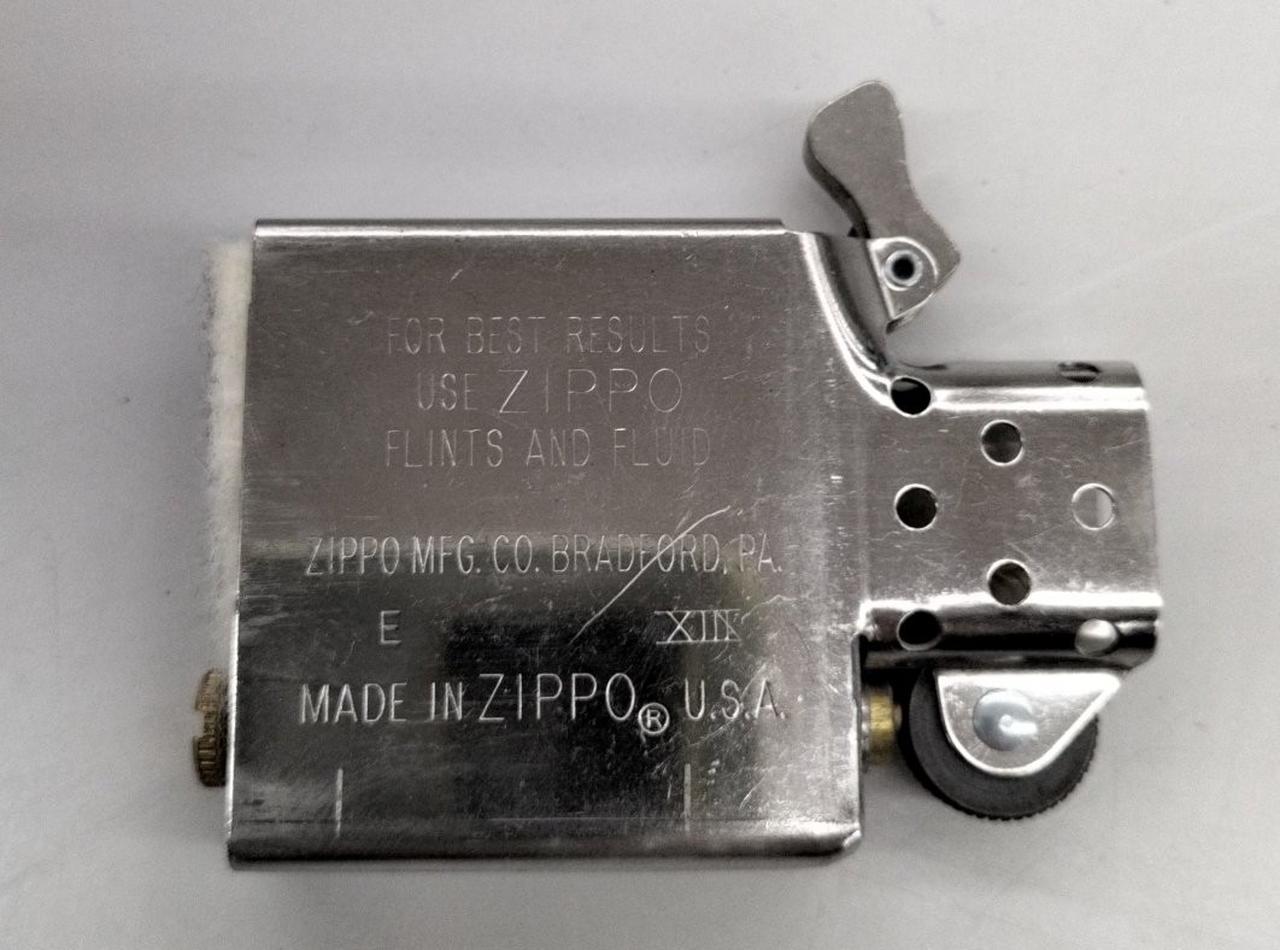 FOR BEST RESULTS
USE ZIPPO
FLINTS AND FLUID
ZIPPO MFG. CO. BRADFORD, PA.
E XIII
MADE IN ZIPPO® U.S.A.